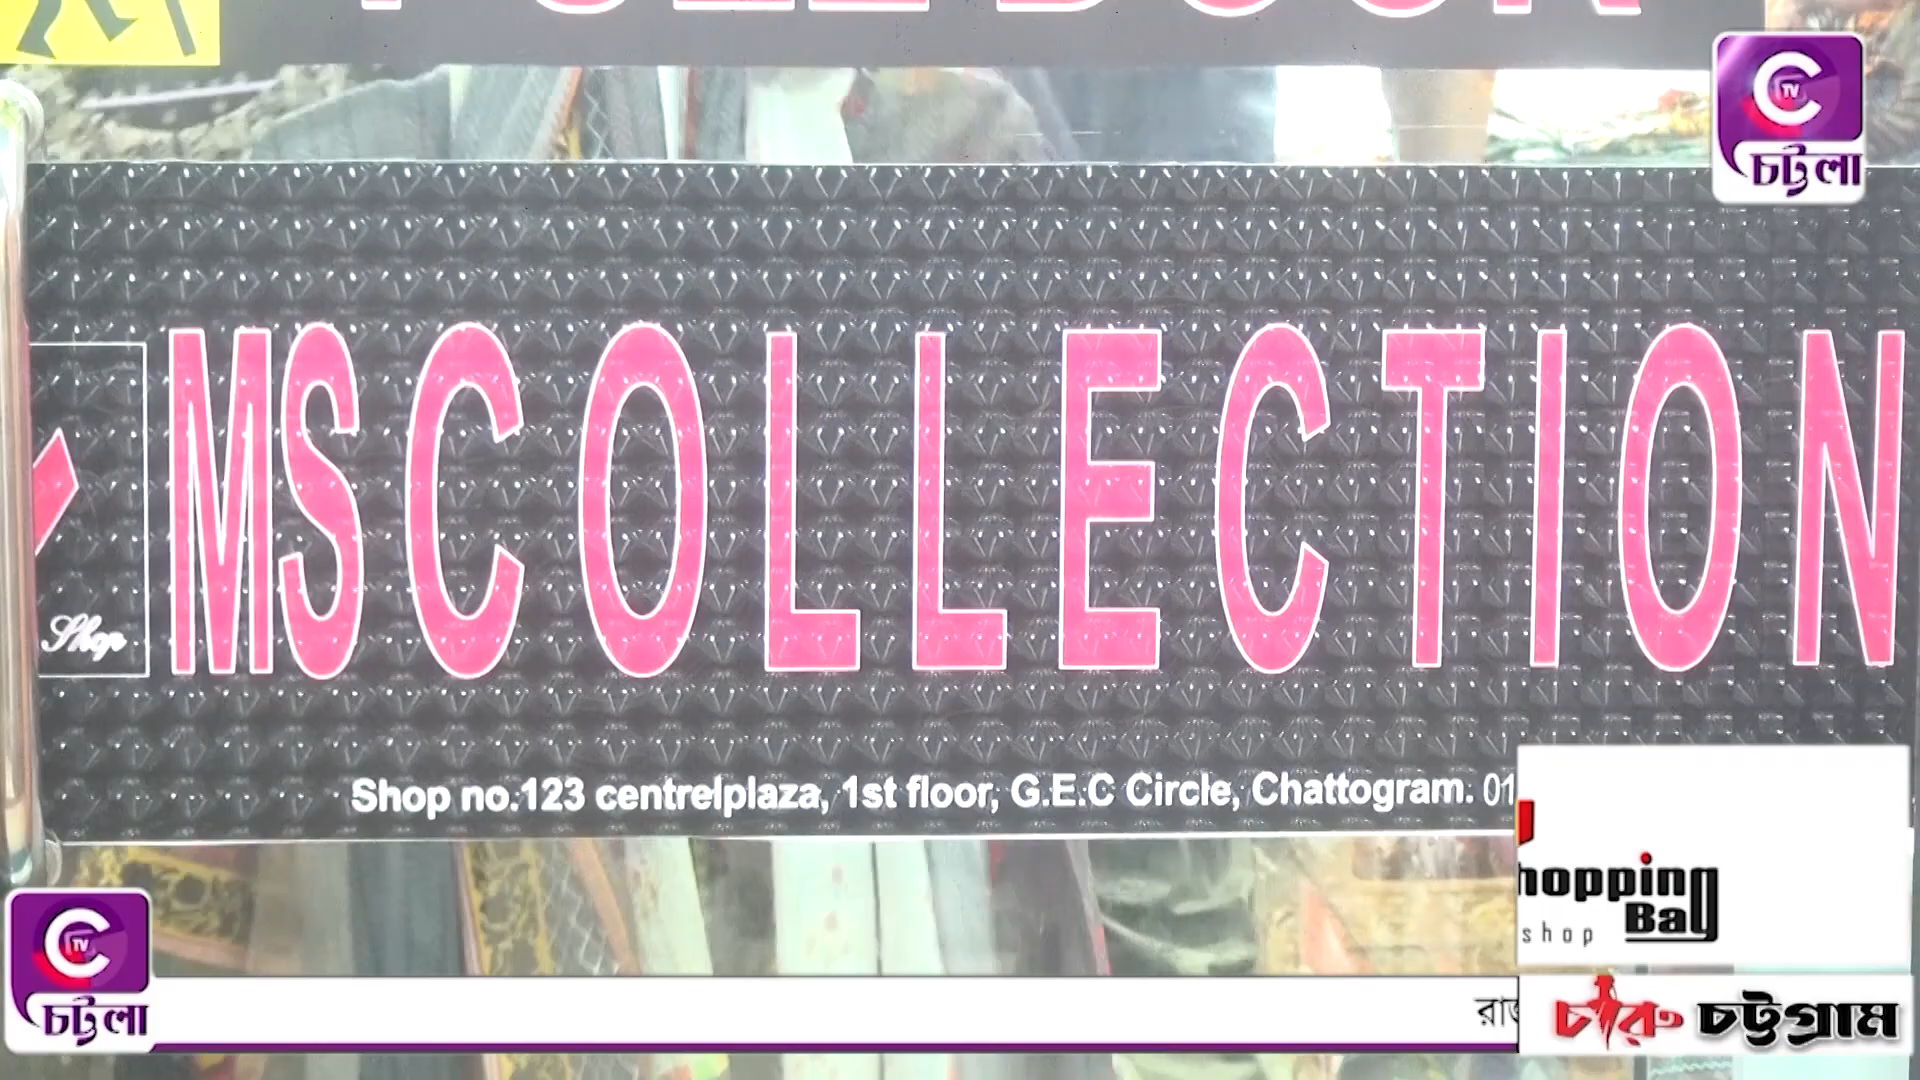 TV
চট্টলা
MS COLLECTION
Shop
Shop no.123 centrelplaza, 1st floor, G.E.C Circle, Chattogram. 01
hopping
Bag
shop
TV
চট্টলা
চারু চট্টগ্রাম